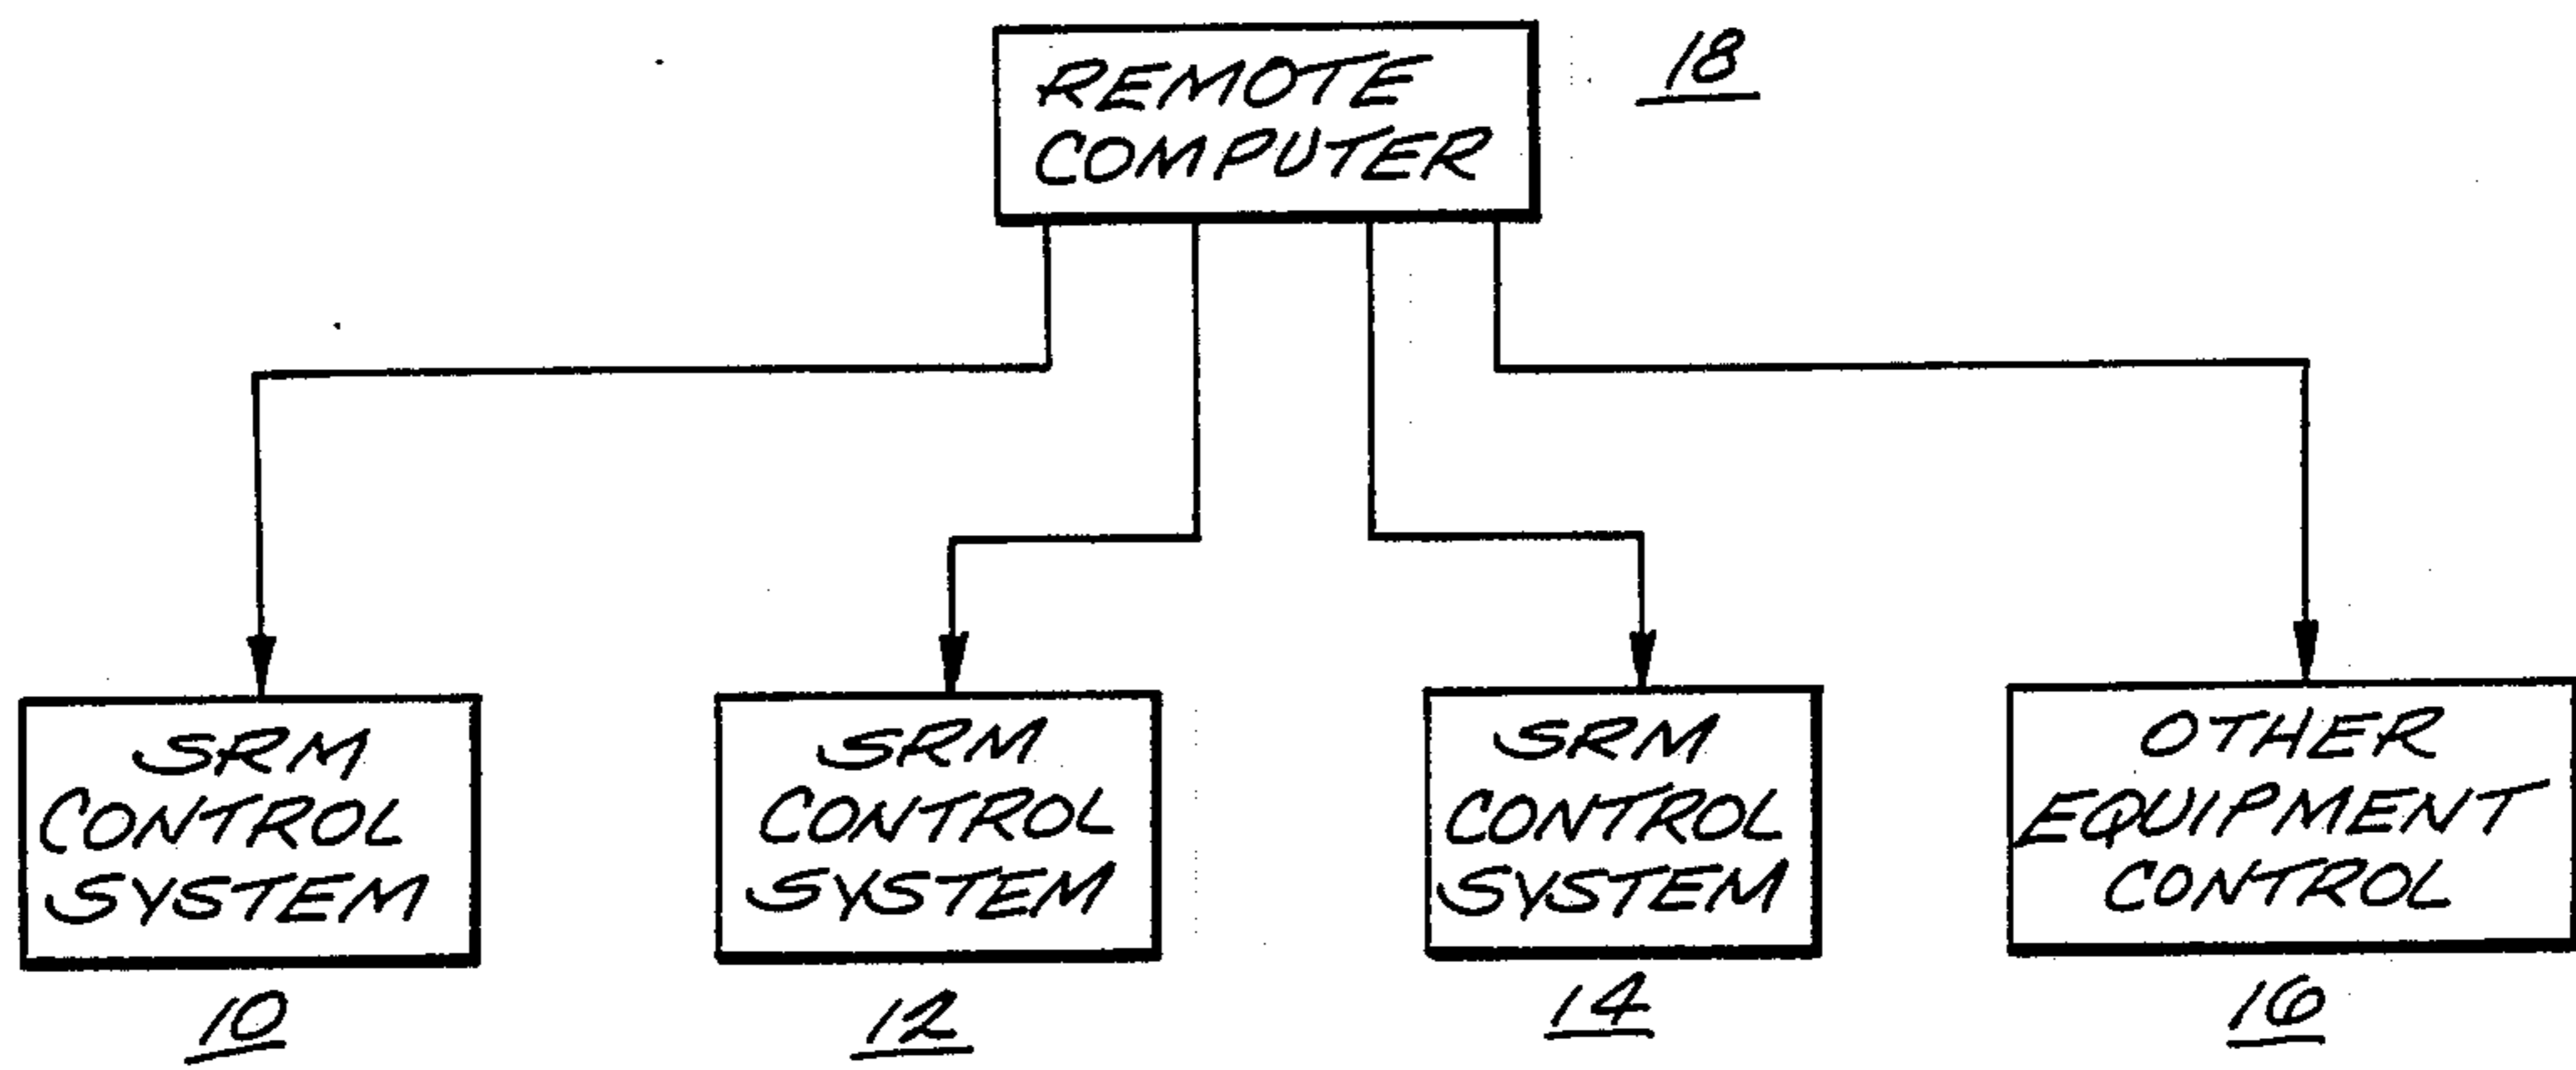 REMOTE
COMPUTER
18
SRM
CONTROL
SYSTEM
10
SRM
CONTROL
SYSTEM
12
SRM
CONTROL
SYSTEM
14
OTHER
EQUIPMENT
CONTROL
16